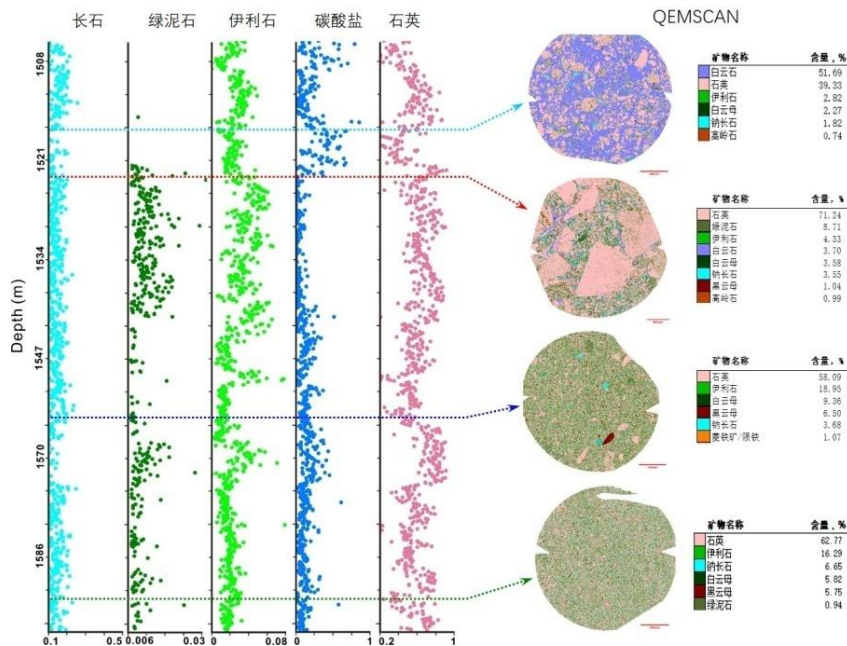 长石 绿泥石 伊利石 碳酸盐 石英 QEMSCAN
Depth (m)
1508
1521
1534
1547
1570
1586
0.1 0.5 0.006 0.03 0 0.08 0 1 0.2 1
矿物名称 含量,%
白云石 51.69
石英 39.33
伊利石 2.82
白云母 2.27
钠长石 1.82
高岭石 0.74
矿物名称 含量,%
石英 71.24
绿泥石 8.71
伊利石 4.33
白云石 3.70
白云母 3.58
钠长石 3.55
黑云母 1.04
高岭石 0.99
矿物名称 含量,%
石英 58.09
伊利石 18.95
白云母 9.36
黑云母 6.50
钠长石 3.68
菱铁矿/陨铁 1.07
矿物名称 含量,%
石英 62.77
伊利石 16.29
钠长石 6.65
白云母 5.82
黑云母 5.75
绿泥石 0.94